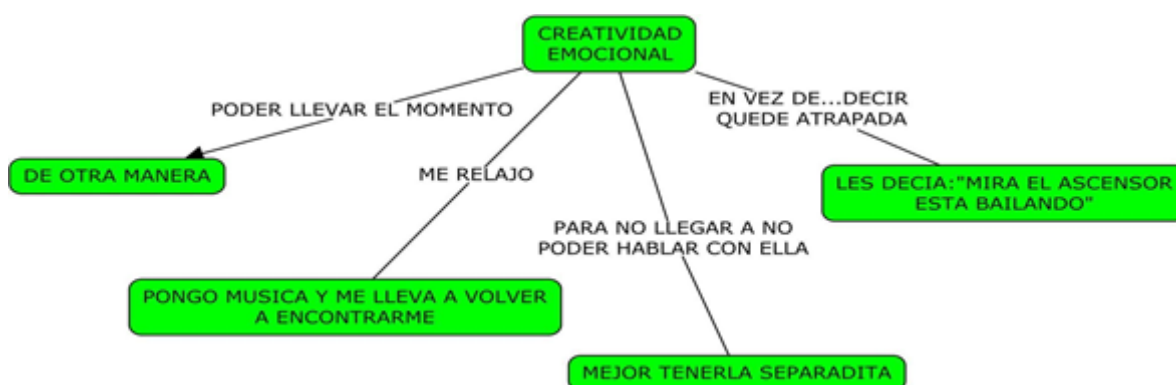 CREATIVIDAD
EMOCIONAL
PODER LLEVAR EL MOMENTO
EN VEZ DE...DECIR
QUEDE ATRAPADA
DE OTRA MANERA
ME RELAJO
LES DECIA:"MIRA EL ASCENSOR
ESTA BAILANDO"
PARA NO LLEGAR A NO
PODER HABLAR CON ELLA
PONGO MUSICA Y ME LLEVA A VOLVER
A ENCONTRARME
MEJOR TENERLA SEPARADITA